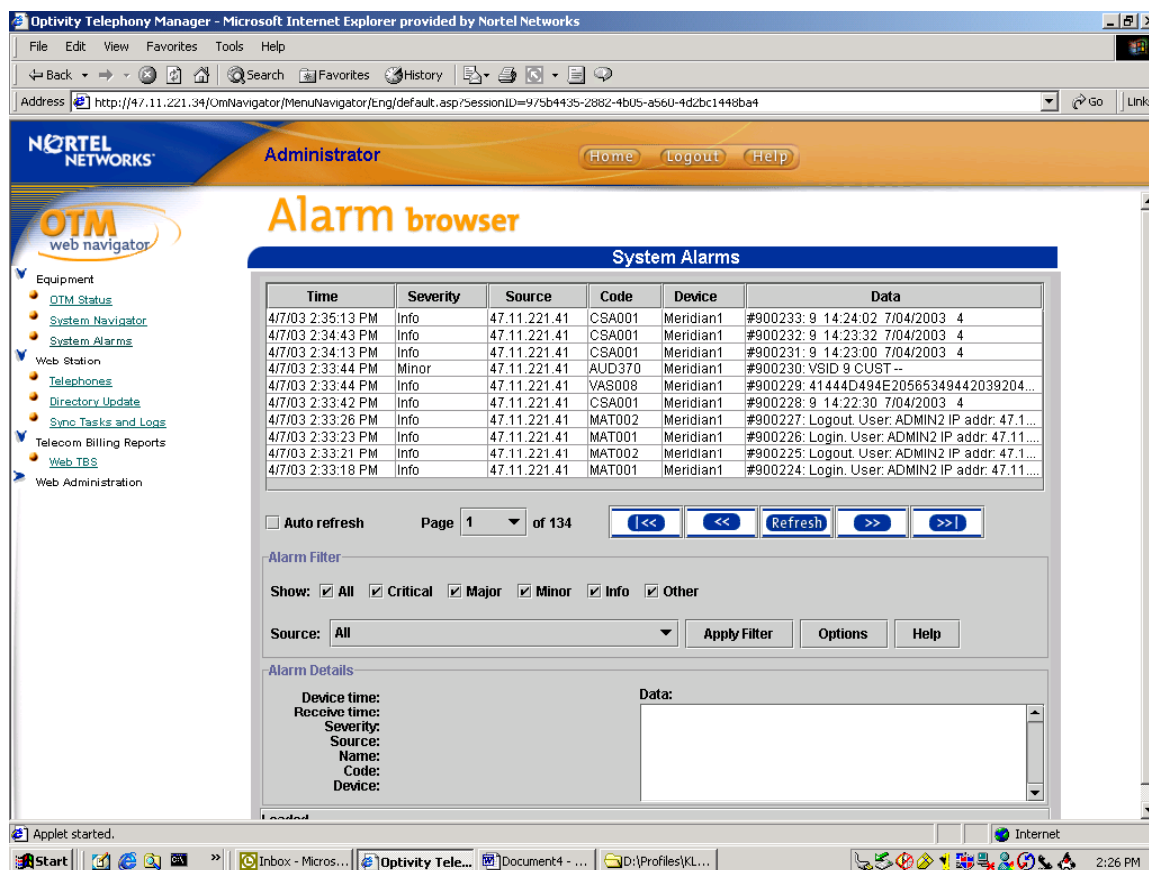 Optivity Telephony Manager - Microsoft Internet Explorer provided by Nortel Networks
File Edit View Favorites Tools Help
Back Search Favorites History
Address http://47.11.221.34/OmNavigator/MenuNavigator/Eng/default.asp?SessionID=975b4435-2882-4b05-a560-4d2bc1448ba4 Go Links
NORTEL NETWORKS Administrator Home Logout Help
OTM web navigator
Equipment
OTM Status
System Navigator
System Alarms
Web Station
Telephones
Directory Update
Sync Tasks and Logs
Telecom Billing Reports
Web TBS
Web Administration
Alarm browser
System Alarms
Time Severity Source Code Device Data
4/7/03 2:35:13 PM Info 47.11.221.41 CSA001 Meridian1 #900233: 9 14:24:02 7/04/2003 4
4/7/03 2:34:43 PM Info 47.11.221.41 CSA001 Meridian1 #900232: 9 14:23:32 7/04/2003 4
4/7/03 2:34:13 PM Info 47.11.221.41 CSA001 Meridian1 #900231: 9 14:23:00 7/04/2003 4
4/7/03 2:33:44 PM Minor 47.11.221.41 AUD370 Meridian1 #900230: VSID 9 CUST --
4/7/03 2:33:44 PM Info 47.11.221.41 VAS008 Meridian1 #900229: 41444D494E20565349442039204...
4/7/03 2:33:42 PM Info 47.11.221.41 CSA001 Meridian1 #900228: 9 14:22:30 7/04/2003 4
4/7/03 2:33:26 PM Info 47.11.221.41 MAT002 Meridian1 #900227: Logout. User: ADMIN2 IP addr: 47.1...
4/7/03 2:33:23 PM Info 47.11.221.41 MAT001 Meridian1 #900226: Login. User: ADMIN2 IP addr: 47.11....
4/7/03 2:33:21 PM Info 47.11.221.41 MAT002 Meridian1 #900225: Logout. User: ADMIN2 IP addr: 47.1...
4/7/03 2:33:18 PM Info 47.11.221.41 MAT001 Meridian1 #900224: Login. User: ADMIN2 IP addr: 47.11....
Auto refresh Page 1 of 134 |<< << Refresh >> >>|
Alarm Filter
Show: All Critical Major Minor Info Other
Source: All Apply Filter Options Help
Alarm Details
Device time:
Receive time:
Severity:
Source:
Name:
Code:
Device:
Data:
Loaded
Applet started. Internet
Start » Inbox - Micros... Optivity Tele... Document4 - ... D:\Profiles\KL... 2:26 PM